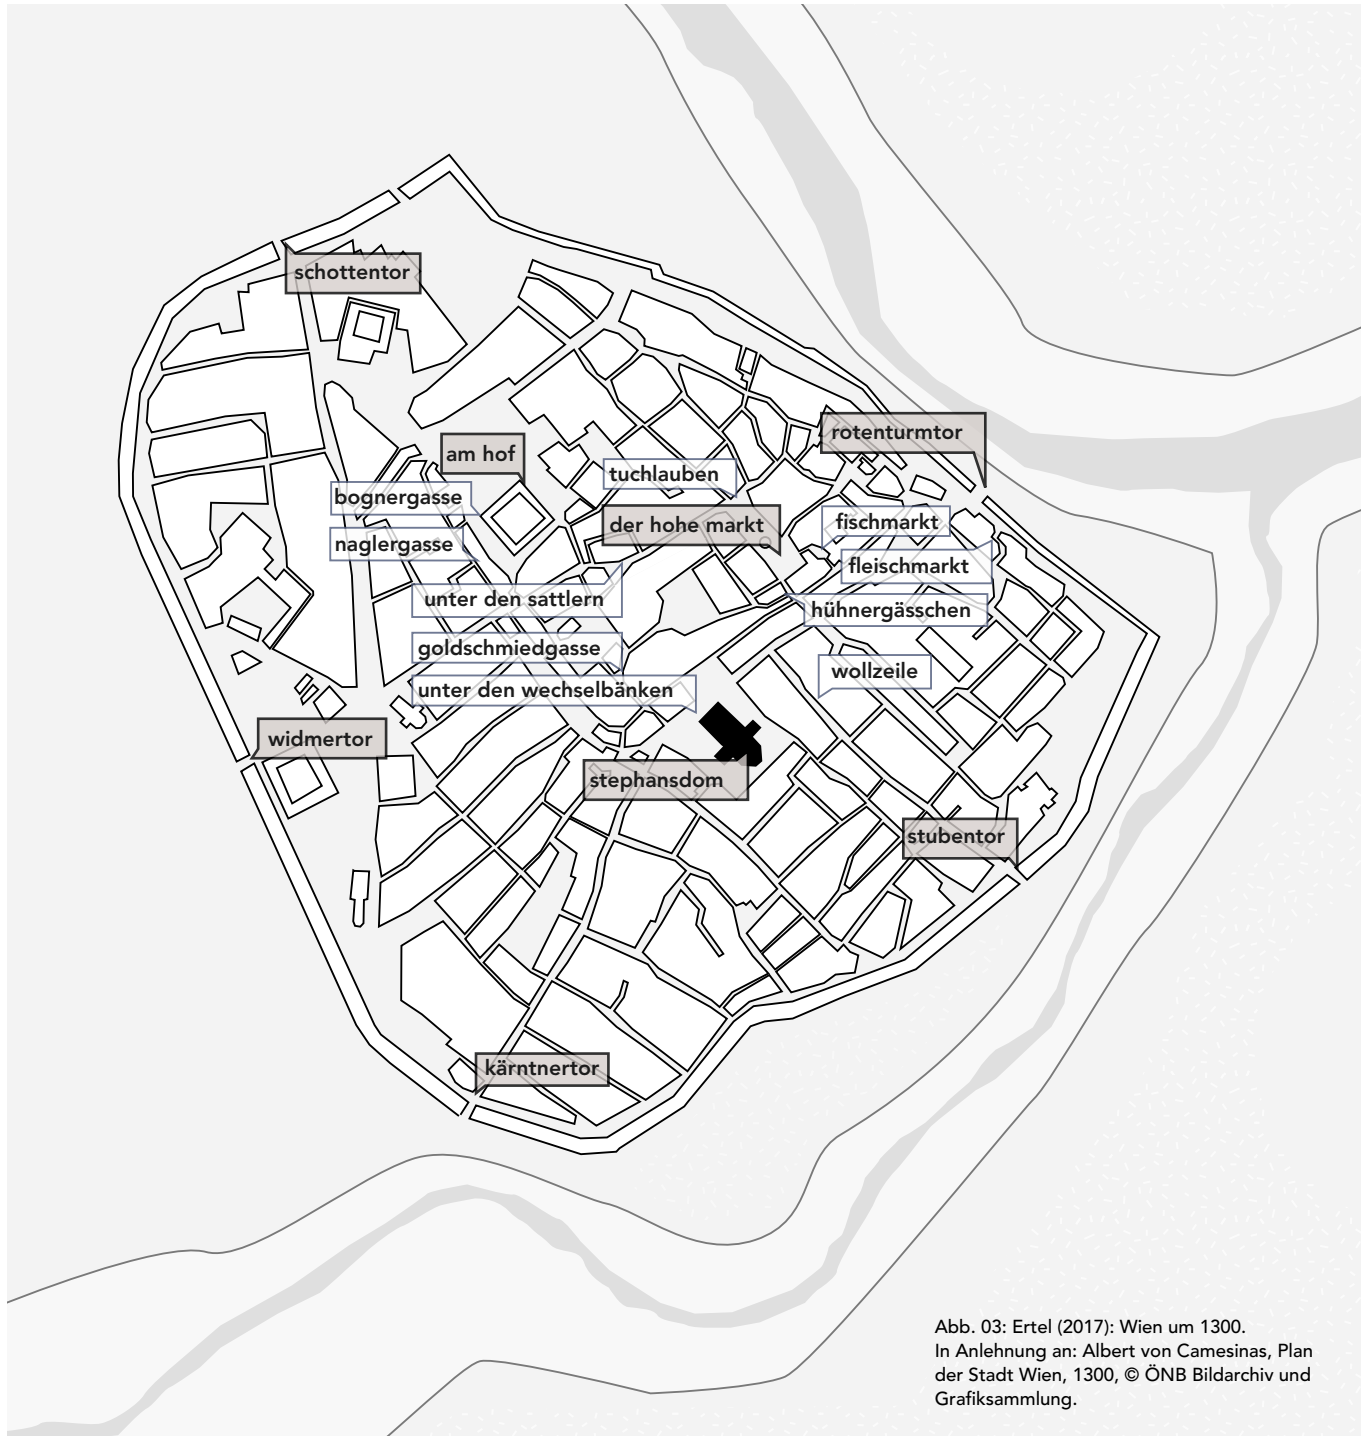 schottentor
rotenturmtor
am hof
tuchlauben
bognergasse
fischmarkt
der hohe markt
naglergasse
fleischmarkt
unter den sattlern
hühnergässchen
goldschmiedgasse
wollzeile
unter den wechselbänken
widmertor
stephansdom
stubentor
kärntnertor
Abb. 03: Ertel (2017): Wien um 1300.
In Anlehnung an: Albert von Camesinas, Plan
der Stadt Wien, 1300, © ÖNB Bildarchiv und
Grafiksammlung.